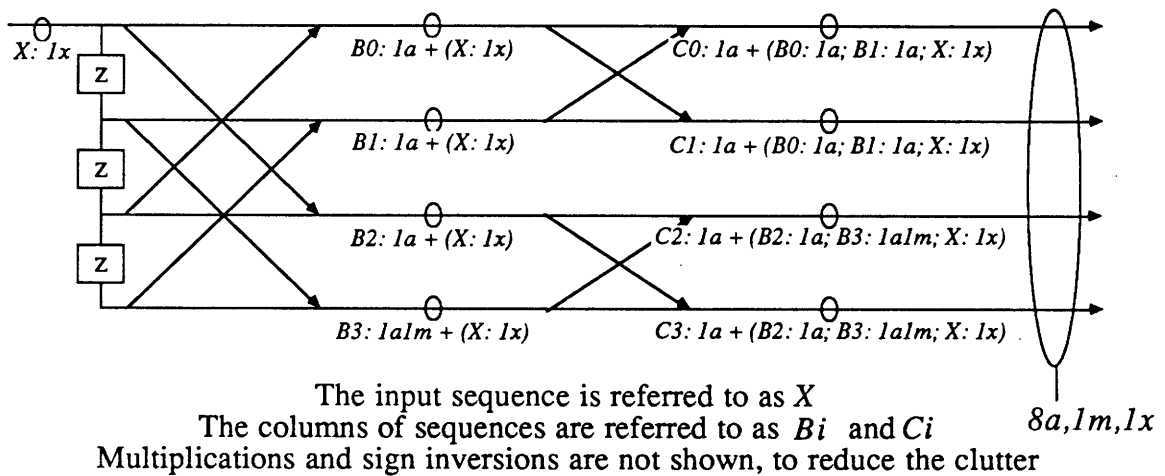 X: 1x
Z
Z
Z
B0: 1a + (X: 1x)
B1: 1a + (X: 1x)
B2: 1a + (X: 1x)
B3: 1a1m + (X: 1x)
C0: 1a + (B0: 1a; B1: 1a; X: 1x)
C1: 1a + (B0: 1a; B1: 1a; X: 1x)
C2: 1a + (B2: 1a; B3: 1a1m; X: 1x)
C3: 1a + (B2: 1a; B3: 1a1m; X: 1x)
8a,1m,1x
The input sequence is referred to as X
The columns of sequences are referred to as Bi and Ci
Multiplications and sign inversions are not shown, to reduce the clutter